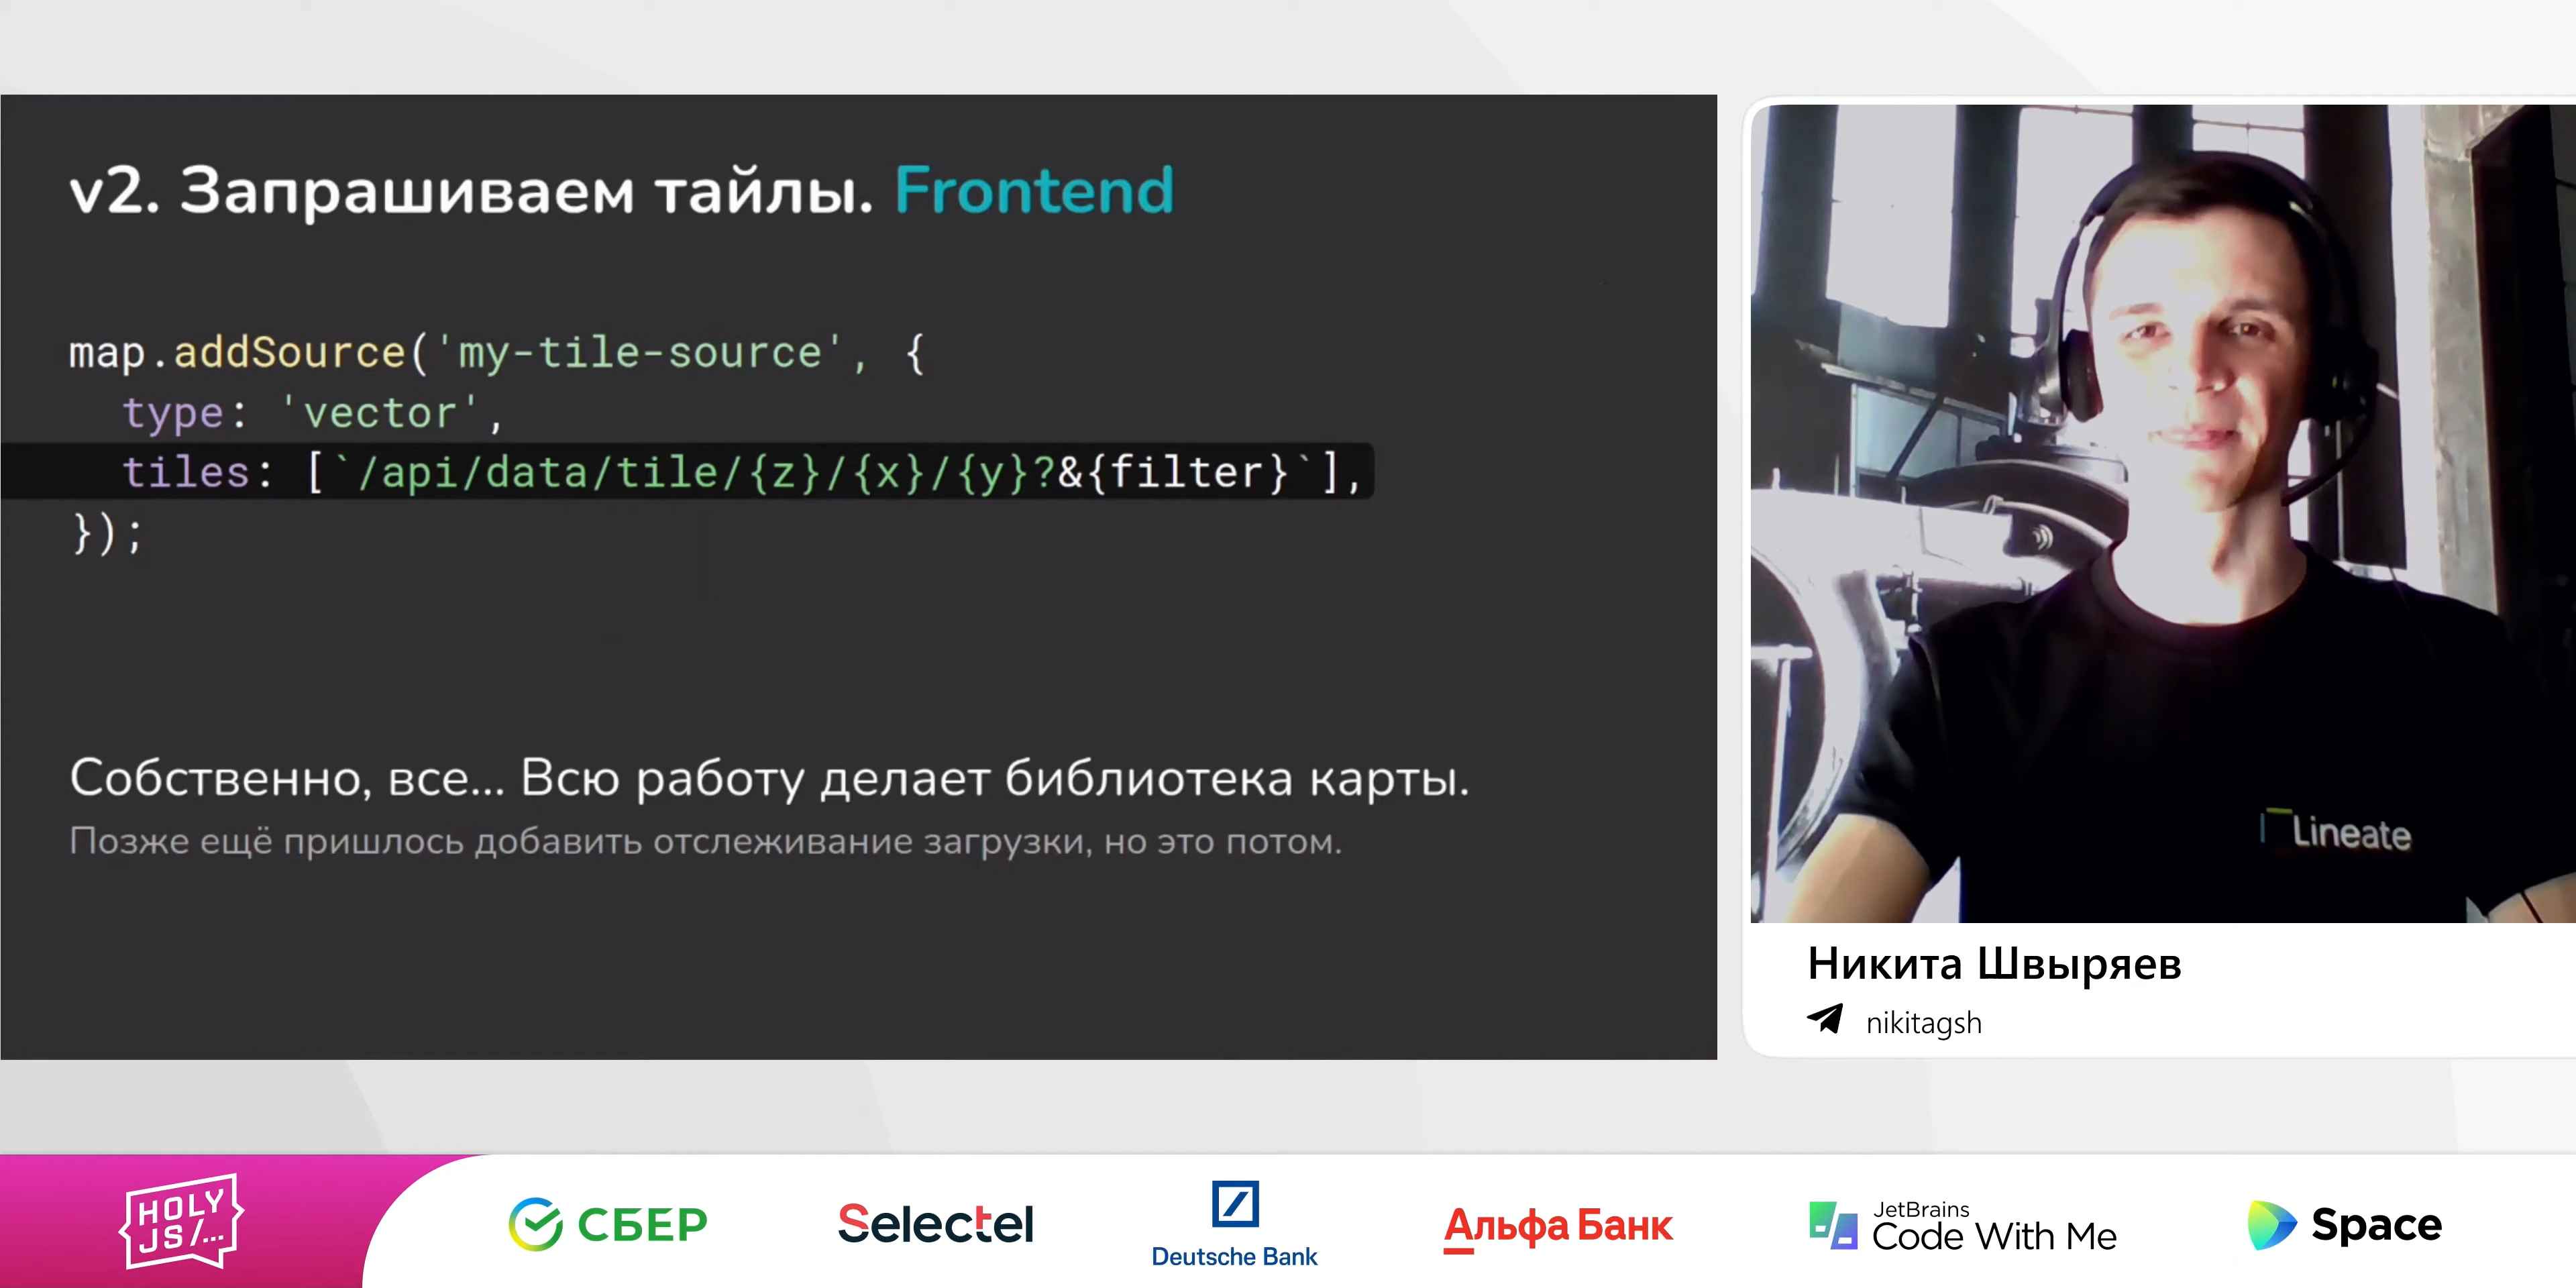 v2. Запрашиваем тайлы. Frontend
map.addSource('my-tile-source', {
type: 'vector',
tiles: [`/api/data/tile/{z}/{x}/{y}?&{filter}`],
});
Собственно, все... Всю работу делает библиотека карты.
Позже ещё пришлось добавить отслеживание загрузки, но это потом.
Lineate
Никита Швыряев
nikitagsh
HOLY
JS/...
СБЕР
Selectel
Deutsche Bank
Альфа Банк
JetBrains
Code With Me
Space